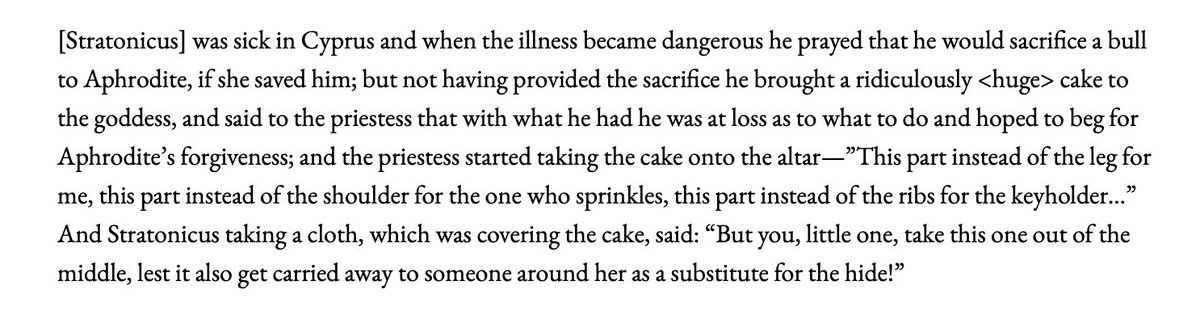 [Stratonicus] was sick in Cyprus and when the illness became dangerous he prayed that he would sacrifice a bull
to Aphrodite, if she saved him; but not having provided the sacrifice he brought a ridiculously <huge> cake to
the goddess, and said to the priestess that with what he had he was at loss as to what to do and hoped to beg for
Aphrodite’s forgiveness; and the priestess started taking the cake onto the altar—”This part instead of the leg for
me, this part instead of the shoulder for the one who sprinkles, this part instead of the ribs for the keyholder...”
And Stratonicus taking a cloth, which was covering the cake, said: “But you, little one, take this one out of the
middle, lest it also get carried away to someone around her as a substitute for the hide!”